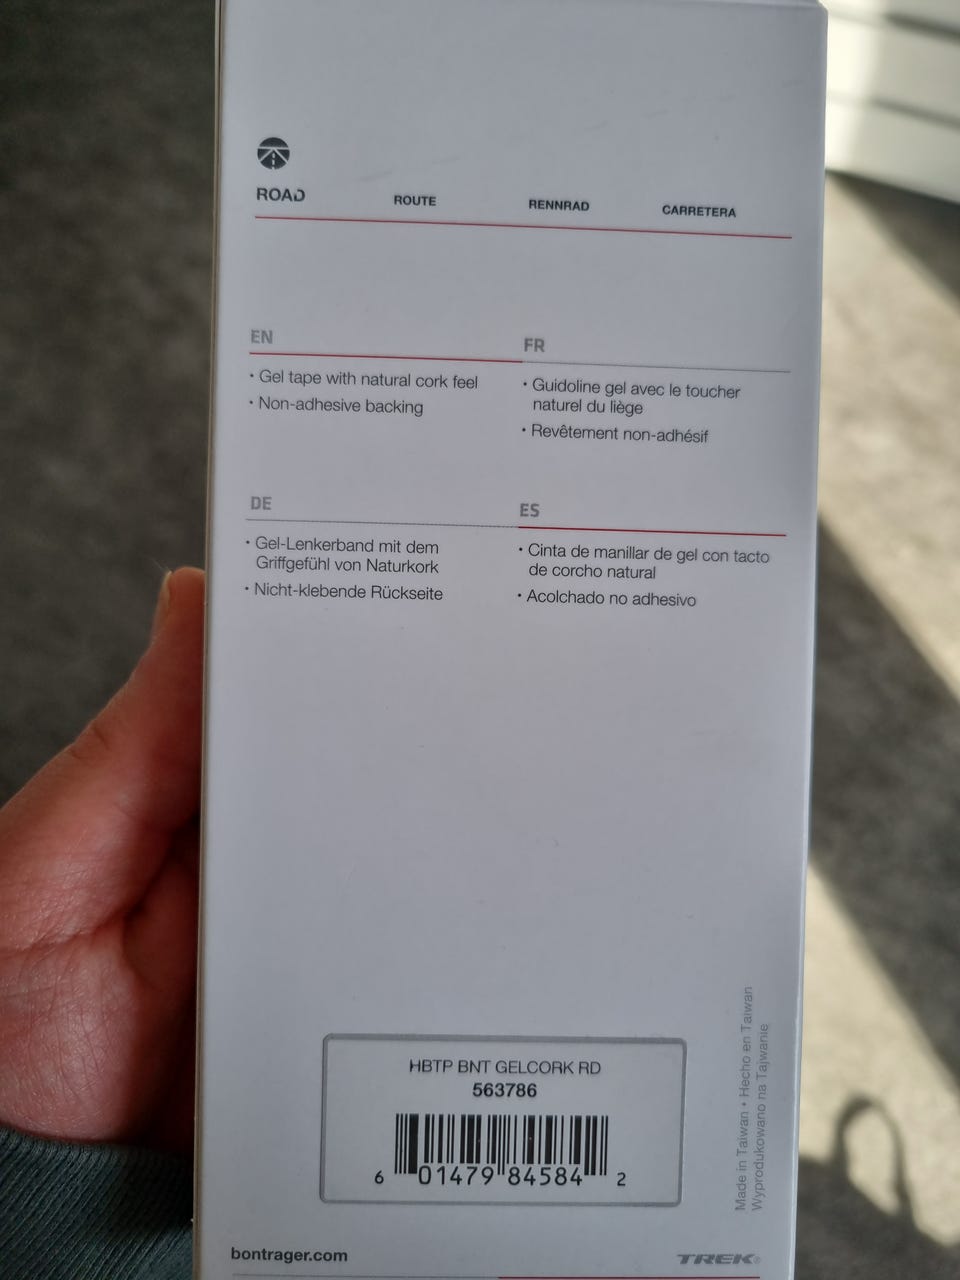 ROAD ROUTE RENNRAD CARRETERA
EN
• Gel tape with natural cork feel
• Non-adhesive backing
FR
• Guidoline gel avec le toucher
naturel du liège
• Revêtement non-adhésif
DE
• Gel-Lenkerband mit dem
Griffgefühl von Naturkork
• Nicht-klebende Rückseite
ES
• Cinta de manillar de gel con tacto
de corcho natural
• Acolchado no adhesivo
HBTP BNT GELCORK RD
563786
6 01479 84584 2
Made in Taiwan • Hecho en Taiwan
Wyprodukowano na Tajwanie
bontrager.com
TREK®